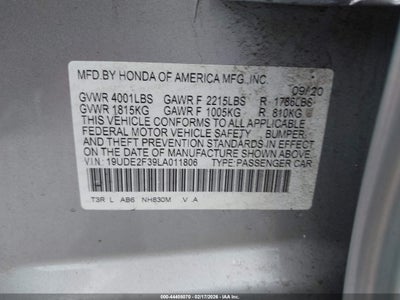 MFD.BY HONDA OF AMERICA MFG.,INC.
09/20
GVWR 4001LBS GAWR F 2215LBS R 1786LBS
GVWR 1815KG GAWR F 1005KG R 810KG
THIS VEHICLE CONFORMS TO ALL APPLICABLE
FEDERAL MOTOR VEHICLE SAFETY BUMPER,
AND THEFT PREVENTION STANDARDS IN EFFECT
ON THE DATE OF MANUFACTURE SHOWN ABOVE.
V.I.N: 19UDE2F39LA011806 TYPE:PASSENGER CAR
T3R L AB6 NH830M V A
000-44408070 - 02/17/2026 - IAA, Inc.